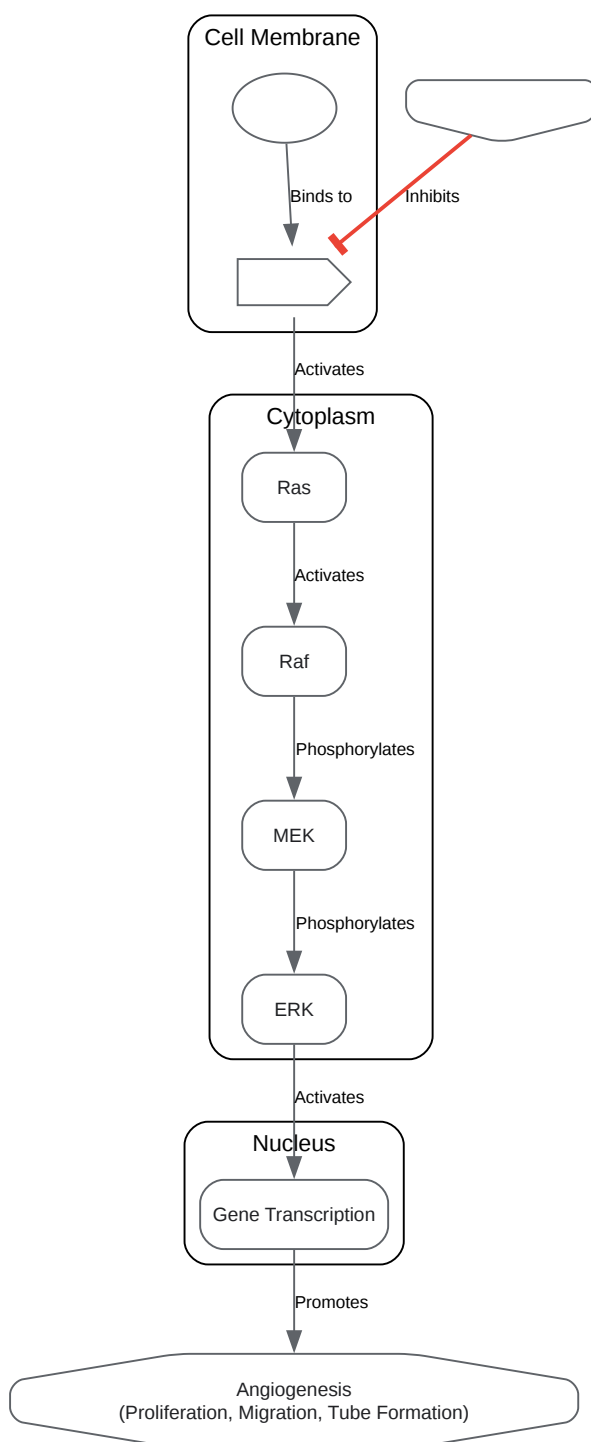 Cell Membrane
Binds to
Inhibits
Activates
Cytoplasm
Ras
Activates
Raf
Phosphorylates
MEK
Phosphorylates
ERK
Activates
Nucleus
Gene Transcription
Promotes
Angiogenesis
(Proliferation, Migration, Tube Formation)